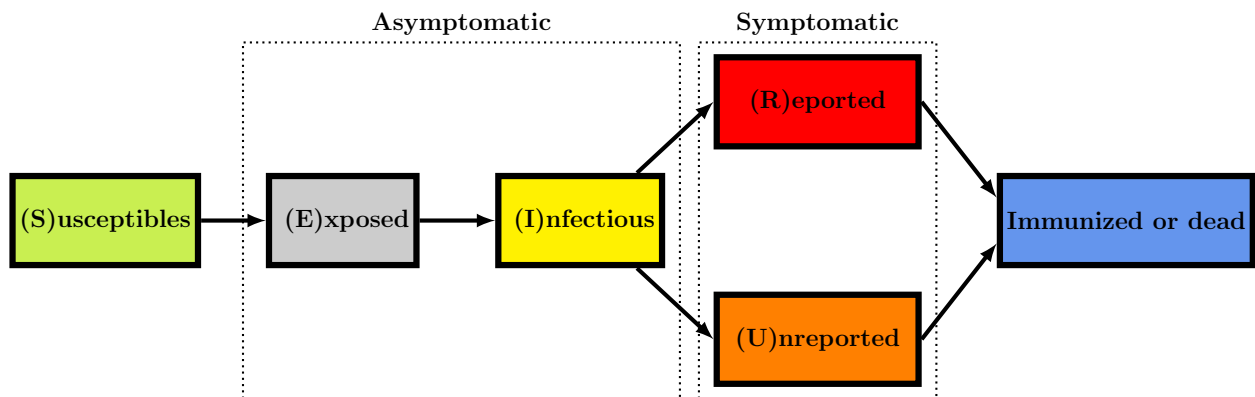 Asymptomatic
Symptomatic
(R)eported
(S)usceptibles
(E)xposed
(I)nfectious
Immunized or dead
(U)nreported